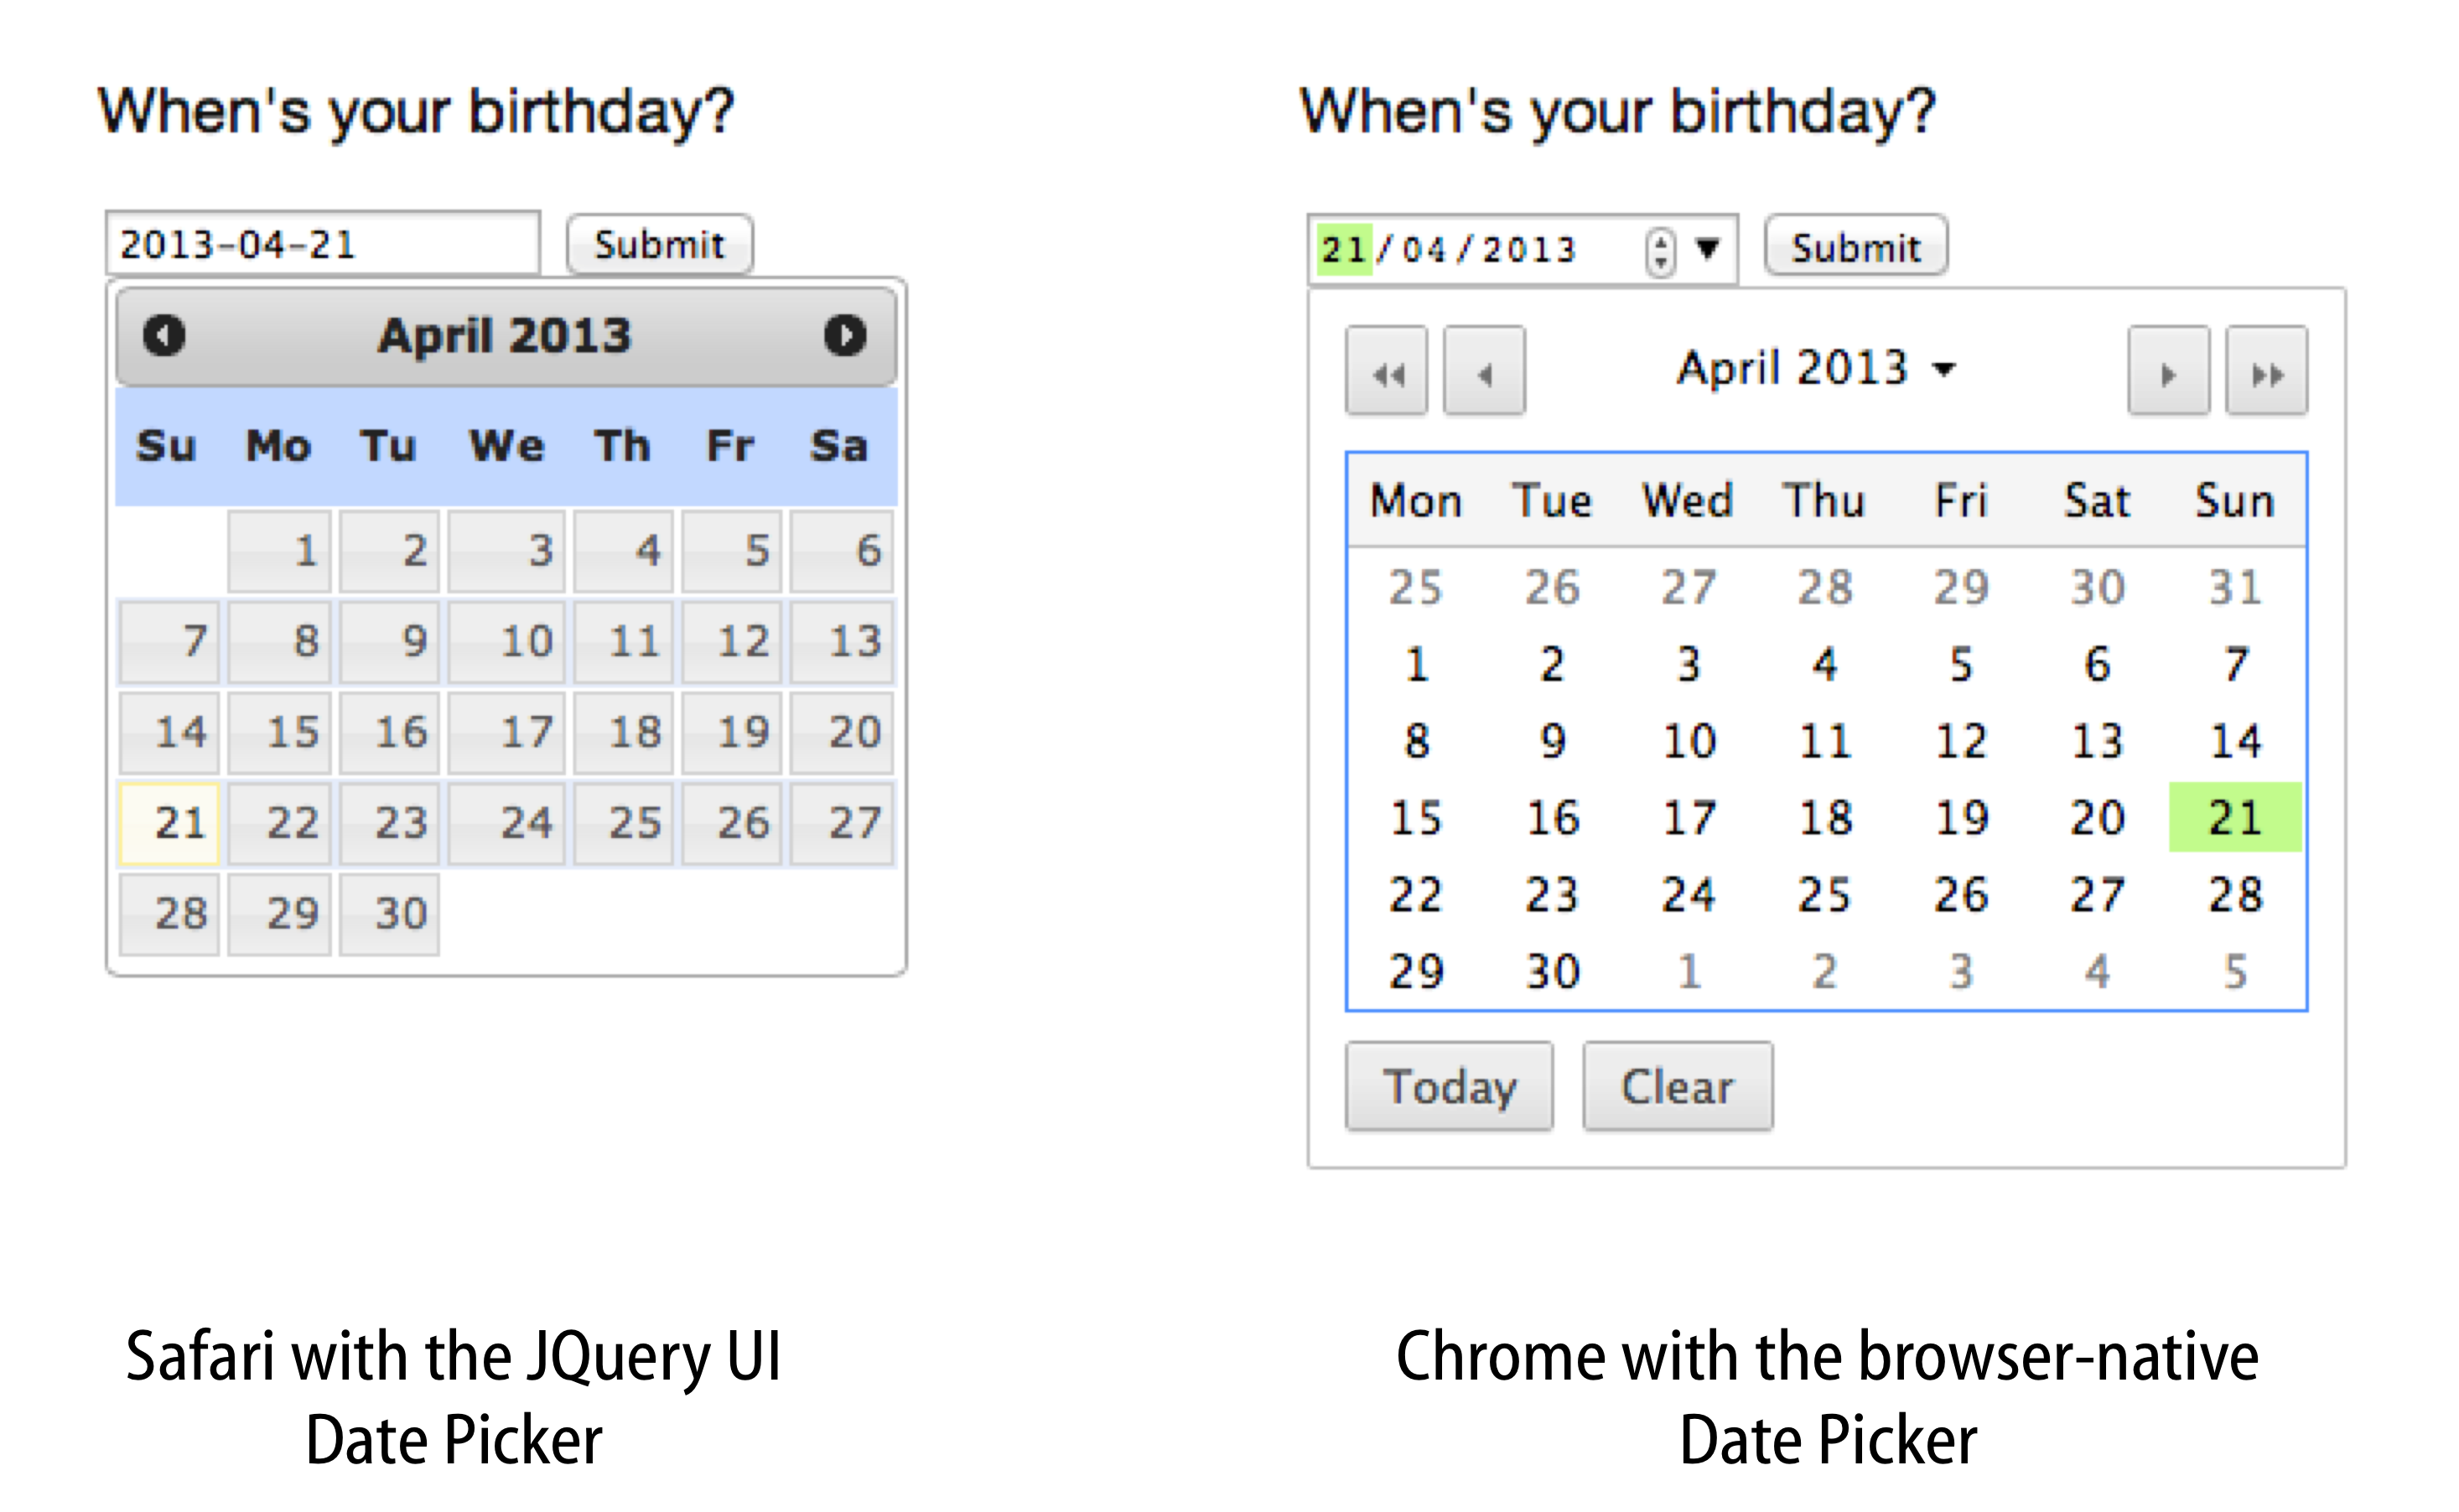 When's your birthday?
2013-04-21 Submit
April 2013
Su Mo Tu We Th Fr Sa
1 2 3 4 5 6
7 8 9 10 11 12 13
14 15 16 17 18 19 20
21 22 23 24 25 26 27
28 29 30
Safari with the JQuery UI
Date Picker
When's your birthday?
21/04/2013 Submit
April 2013
Mon Tue Wed Thu Fri Sat Sun
25 26 27 28 29 30 31
1 2 3 4 5 6 7
8 9 10 11 12 13 14
15 16 17 18 19 20 21
22 23 24 25 26 27 28
29 30 1 2 3 4 5
Today Clear
Chrome with the browser-native
Date Picker